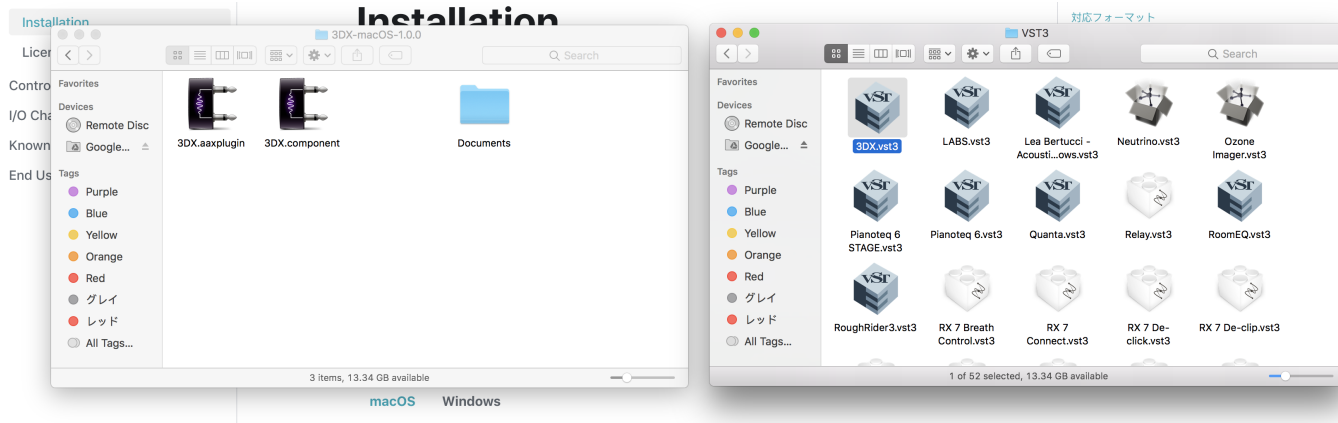 Installation
Licen
Contro
I/O Cha
Known
End Us
Installation
対応フォーマット
3DX-macOS-1.0.0
Search
Favorites
Devices
Remote Disc
Google...
Tags
Purple
Blue
Yellow
Orange
Red
グレイ
レッド
All Tags...
3DX.aaxplugin
3DX.component
Documents
3 items, 13.34 GB available
VST3
Search
Favorites
Devices
Remote Disc
Google...
Tags
Purple
Blue
Yellow
Orange
Red
グレイ
レッド
All Tags...
3DX.vst3
LABS.vst3
Lea Bertucci -
Acousti...ows.vst3
Neutrino.vst3
Ozone
Imager.vst3
Pianoteq 6
STAGE.vst3
Pianoteq 6.vst3
Quanta.vst3
Relay.vst3
RoomEQ.vst3
RoughRider3.vst3
RX 7 Breath
Control.vst3
RX 7
Connect.vst3
RX 7 De-
click.vst3
RX 7 De-clip.vst3
1 of 52 selected, 13.34 GB available
macOS
Windows